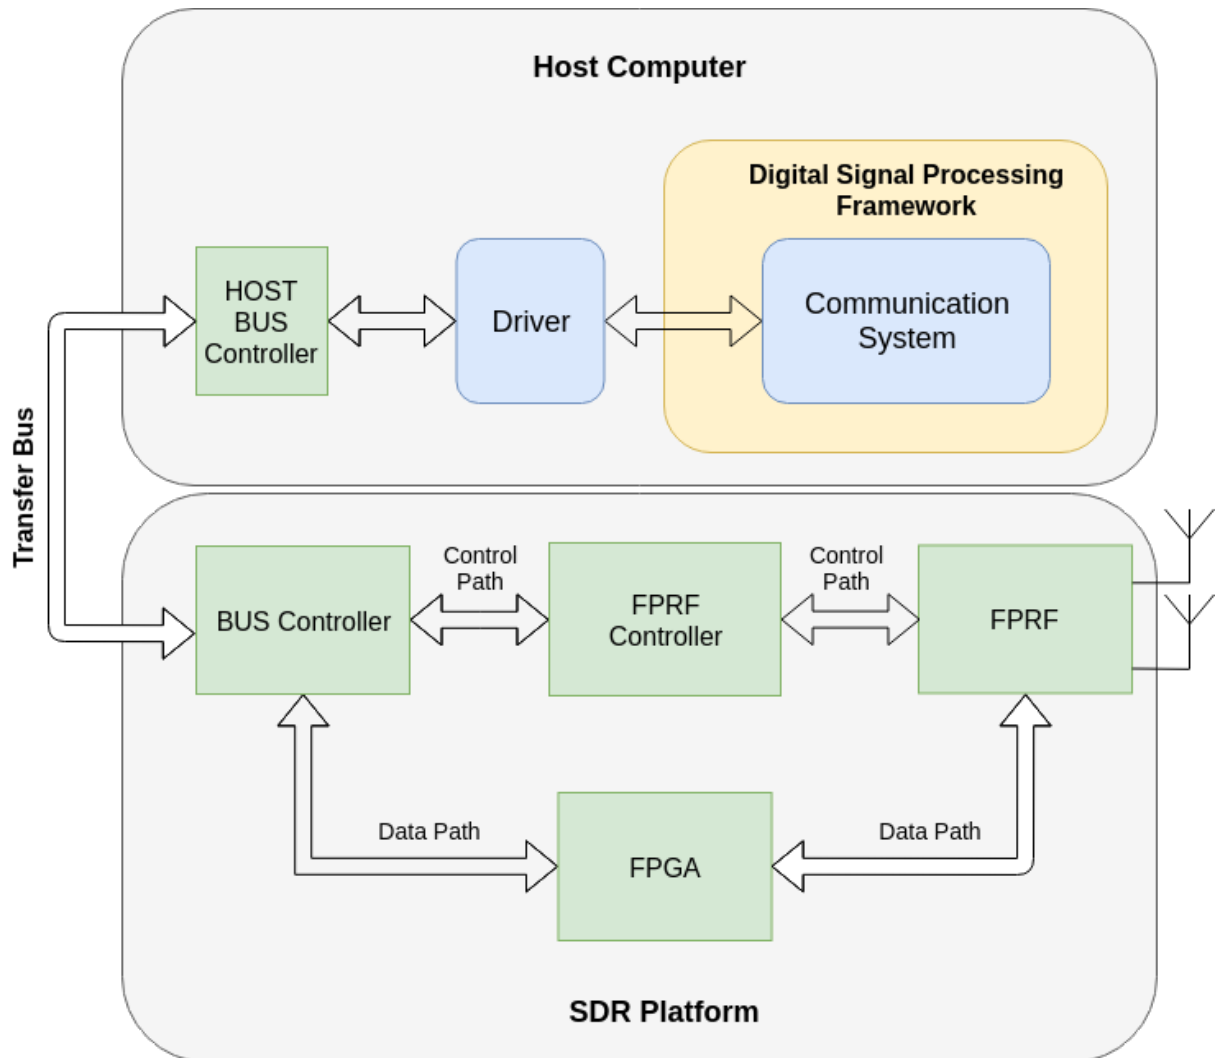 Host Computer
Digital Signal Processing
Framework
HOST
BUS
Controller
Driver
Communication
System
Transfer Bus
BUS Controller
Control
Path
FPRF
Controller
Control
Path
FPRF
Data Path
FPGA
Data Path
SDR Platform